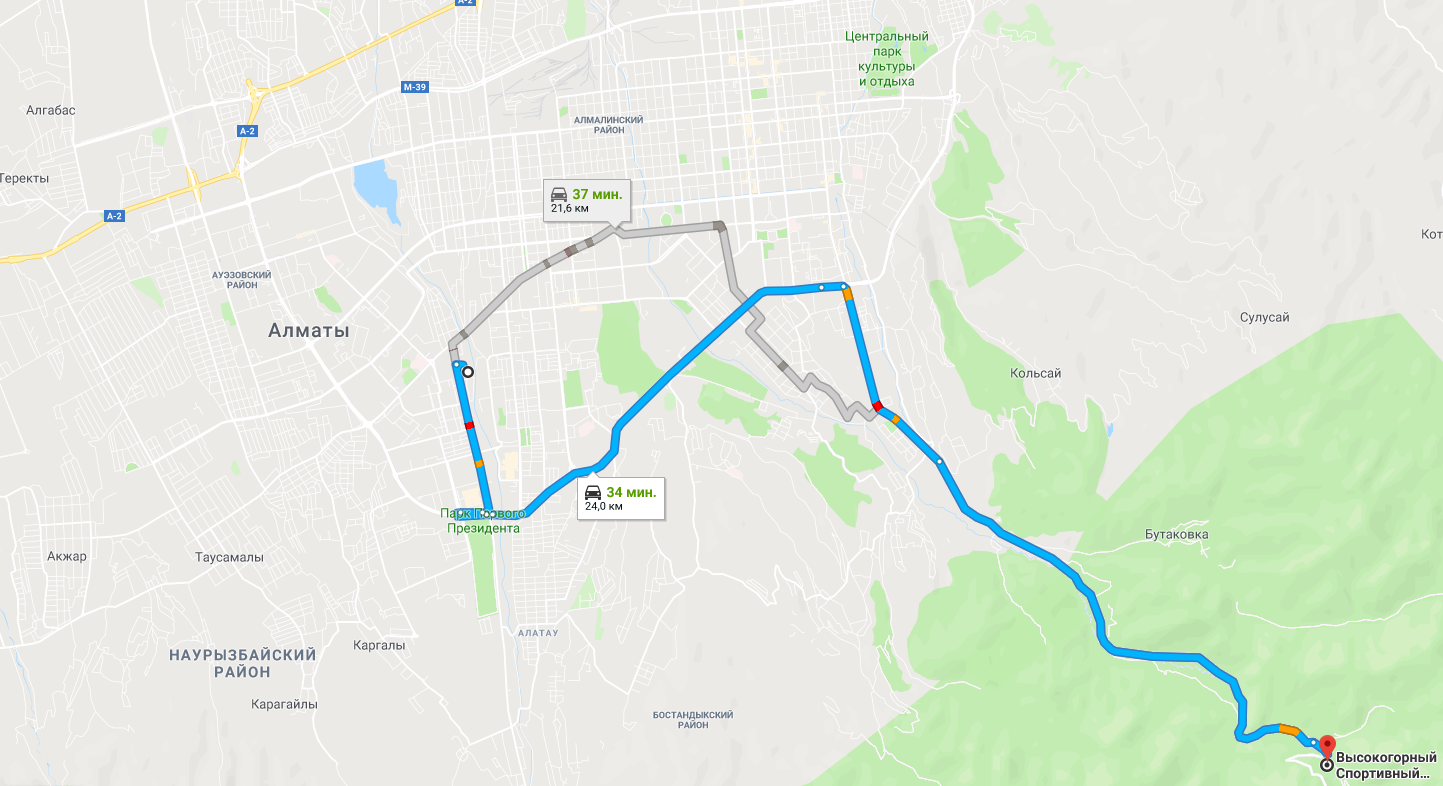 А-2
Центральный
парк
культуры
и отдыха
М-39
Алгабас
АЛМАЛИНСКИЙ
РАЙОН
А-2
Теректы
37 мин.
21,6 км
А-2
Кот
АУЭЗОВСКИЙ
РАЙОН
Сулусай
Алматы
Кольсай
34 мин.
24,0 км
Парк Первого
Президента
Бутаковка
Акжар
Таусамалы
АЛАТАУ
Каргалы
НАУРЫЗБАЙСКИЙ
РАЙОН
Карагайлы
БОСТАНДЫКСКИЙ
РАЙОН
Высокогорный
Спортивный...